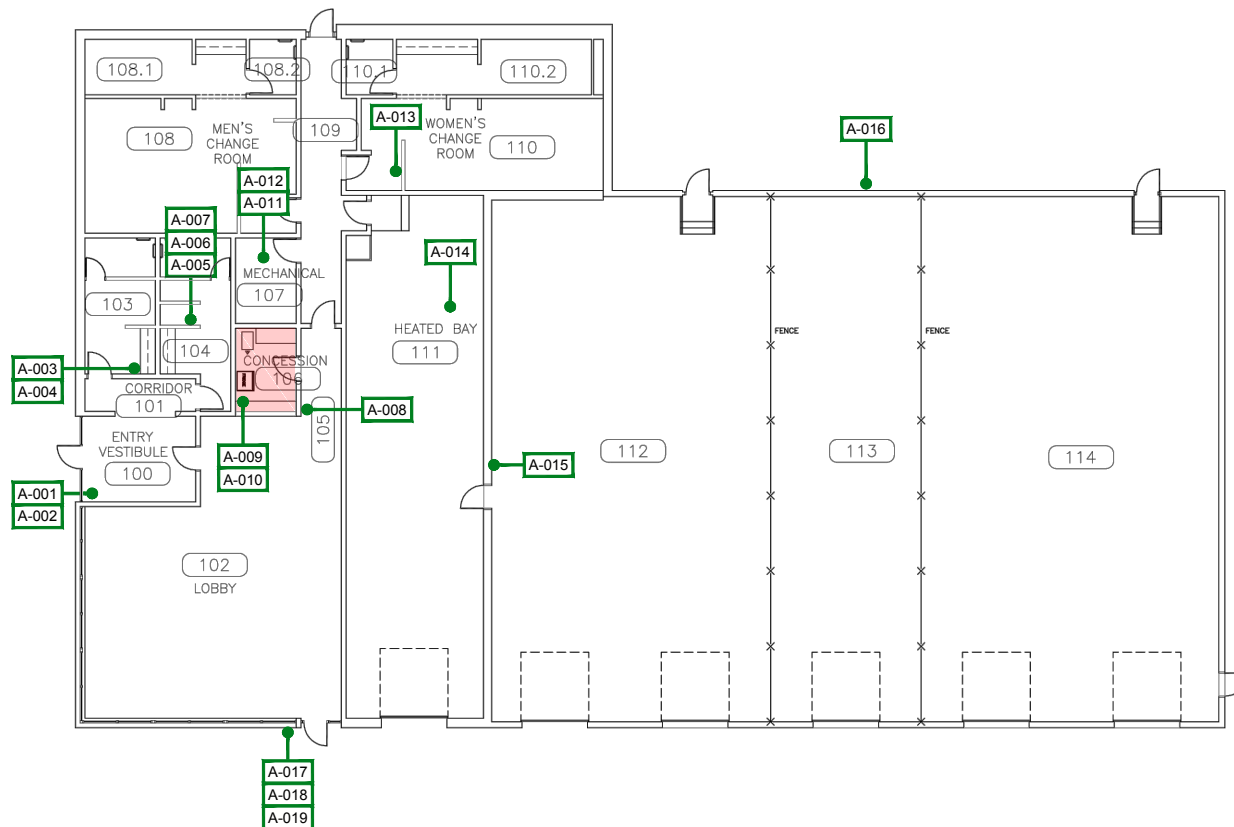 108.1
108.2
110.1
110.2
A-013
109
108
MEN'S
CHANGE
ROOM
WOMEN'S
CHANGE
ROOM
110
A-016
A-012
A-011
A-007
A-006
A-005
A-014
MECHANICAL
107
103
HEATED BAY
111
FENCE
FENCE
104
CONCESSION
106
A-003
A-004
CORRIDOR
101
A-008
105
ENTRY
VESTIBULE
100
A-009
A-010
112
113
114
A-015
A-001
A-002
102
LOBBY
A-017
A-018
A-019